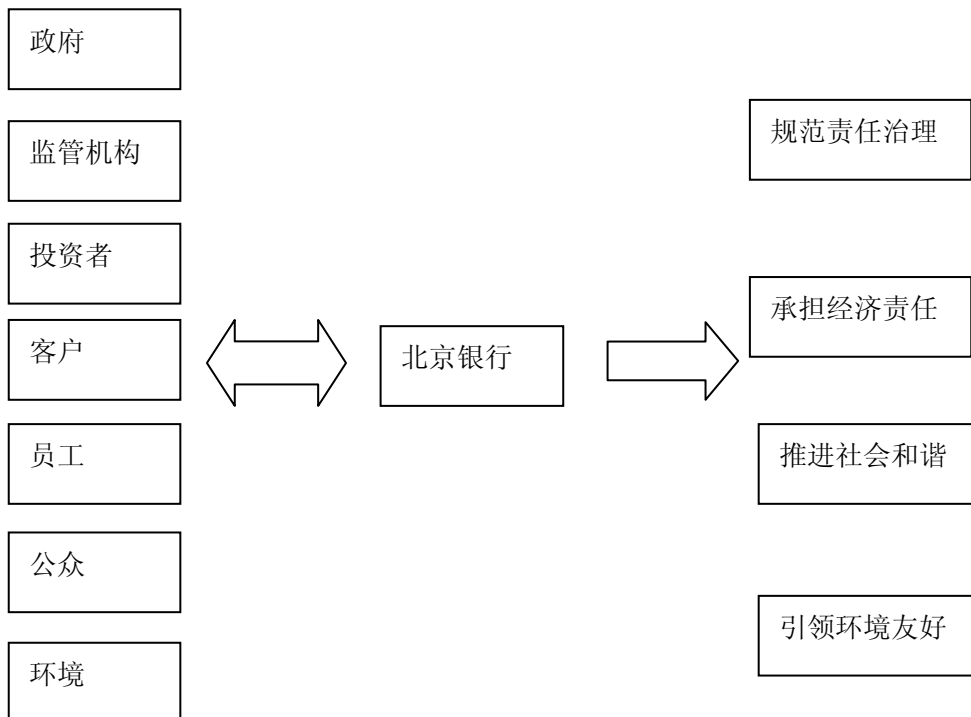 政府
监管机构
投资者
客户
员工
公众
环境
北京银行
规范责任治理
承担经济责任
推进社会和谐
引领环境友好